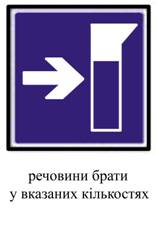 речовини брати
у вказаних кількостях